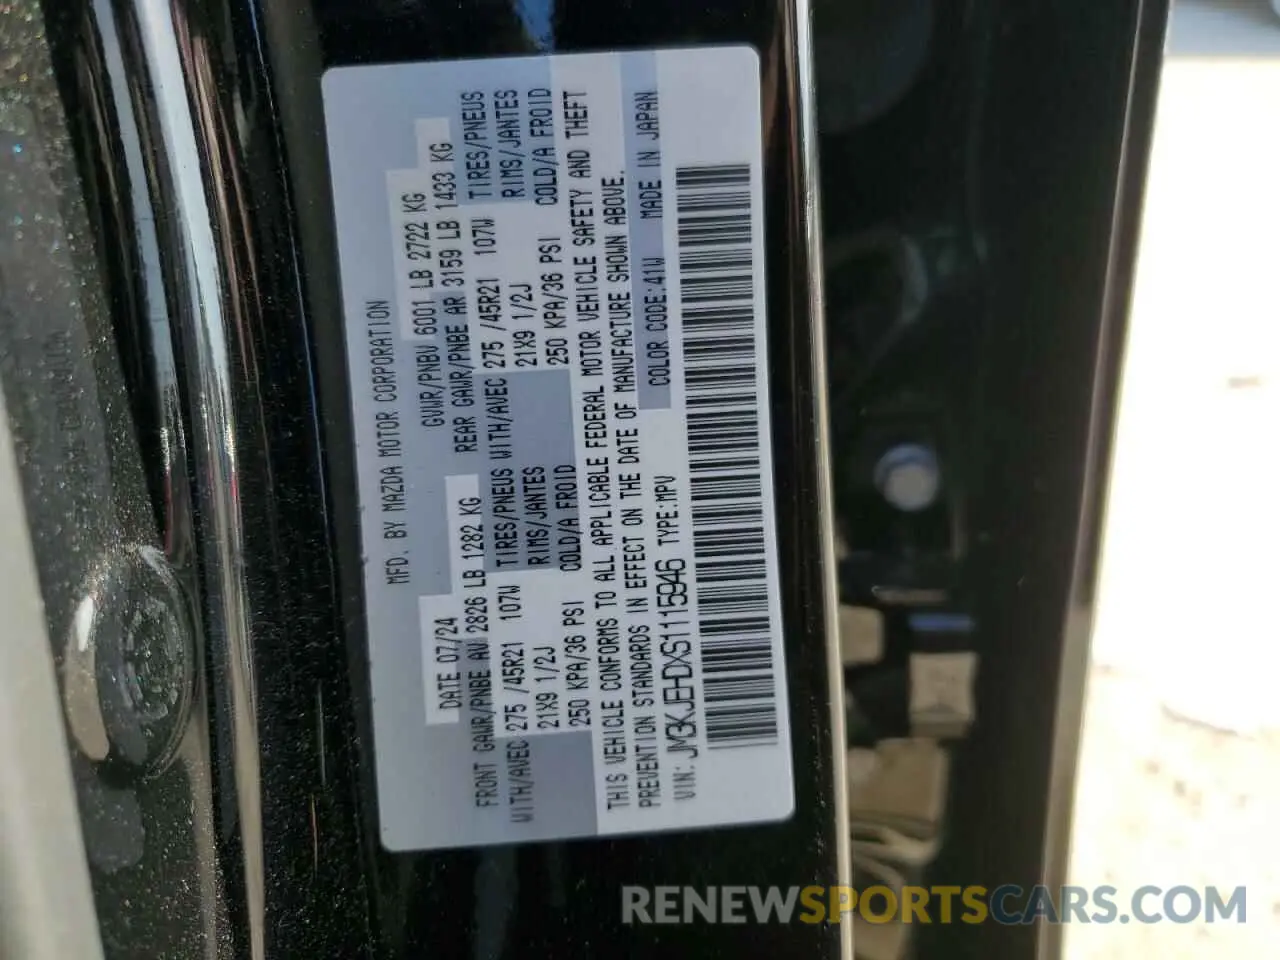 MFD. BY MAZDA MOTOR CORPORATION
DATE 07/24 GVWR/PNBV 6001 LB 2722 KG
FRONT GAWR/PNBE AV 2826 LB 1282 KG REAR GAWR/PNBE AR 3159 LB 1433 KG
WITH/AVEC 275 /45R21 107W TIRES/PNEUS WITH/AVEC 275 /45R21 107W TIRES/PNEUS
21X9 1/2J RIMS/JANTES 21X9 1/2J RIMS/JANTES
250 KPA/36 PSI COLD/A FROID 250 KPA/36 PSI COLD/A FROID
THIS VEHICLE CONFORMS TO ALL APPLICABLE FEDERAL MOTOR VEHICLE SAFETY AND THEFT
PREVENTION STANDARDS IN EFFECT ON THE DATE OF MANUFACTURE SHOWN ABOVE.
VIN: JM3KJEHDXS1115946 TYPE:MPV COLOR CODE:41W MADE IN JAPAN
RENEWSPORTSCARS.COM